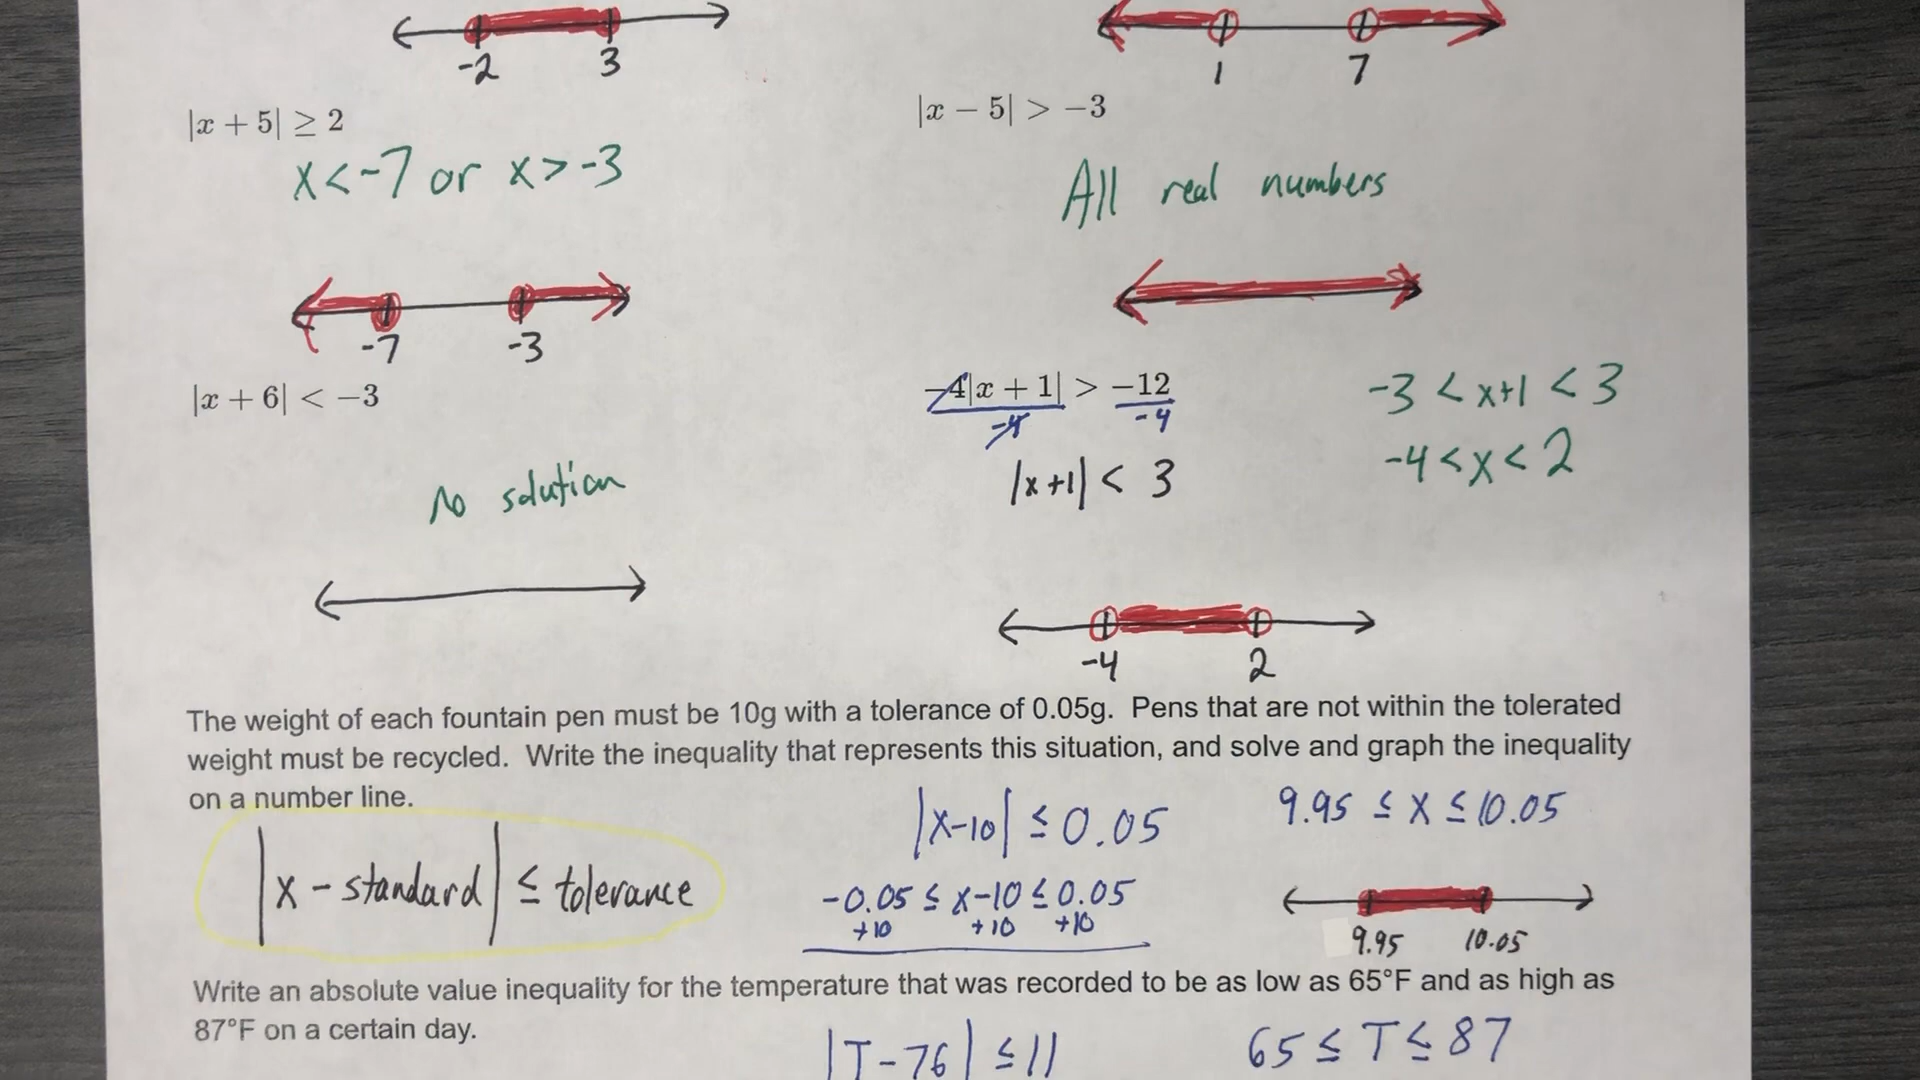 -2 3
1 7
|x + 5| ≥ 2
|x − 5| > −3
x < -7 or x > -3
All real numbers
-7 -3
|x + 6| < −3
−4|x + 1| > −12
-4 -4
|x+1| < 3
-3 < x+1 < 3
-4 < x < 2
No solution
-4 2
The weight of each fountain pen must be 10g with a tolerance of 0.05g. Pens that are not within the tolerated
weight must be recycled. Write the inequality that represents this situation, and solve and graph the inequality
on a number line.
|x - standard| ≤ tolerance
|x-10| ≤ 0.05
-0.05 ≤ x-10 ≤ 0.05
+10 +10 +10
9.95 ≤ x ≤ 10.05
9.95 10.05
Write an absolute value inequality for the temperature that was recorded to be as low as 65°F and as high as
87°F on a certain day.
|T-76| ≤ 11
65 ≤ T ≤ 87